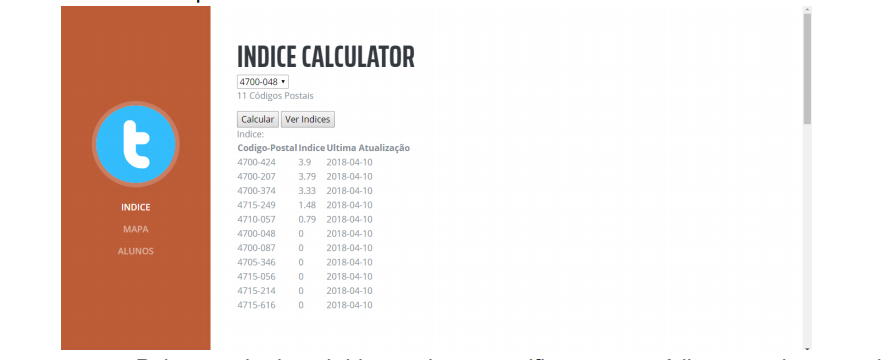 INDICE CALCULATOR
4700-048
11 Códigos Postais
Calcular Ver Indices
Indice:
Codigo-Postal Indice Ultima Atualização
4700-424 3.9 2018-04-10
4700-207 3.79 2018-04-10
4700-374 3.33 2018-04-10
4715-249 1.48 2018-04-10
4710-057 0.79 2018-04-10
4700-048 0 2018-04-10
4700-087 0 2018-04-10
4705-346 0 2018-04-10
4715-056 0 2018-04-10
4715-214 0 2018-04-10
4715-616 0 2018-04-10
INDICE
MAPA
ALUNOS